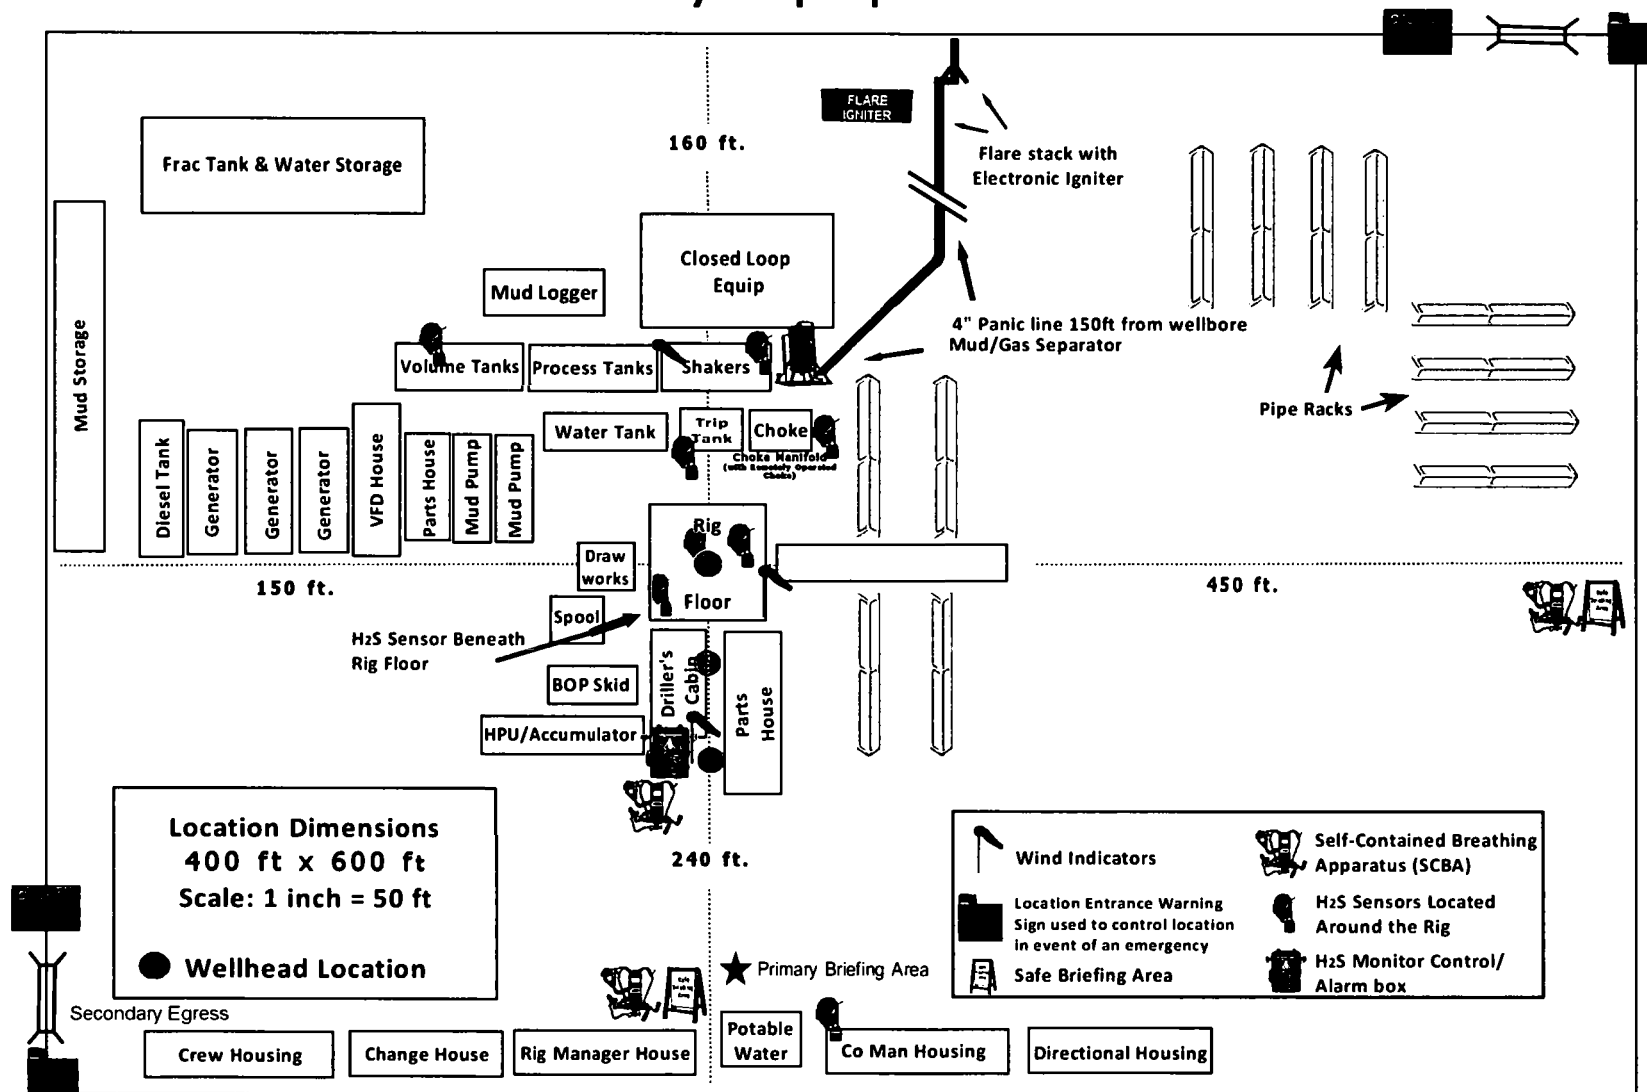 FLARE
IGNITER
160 ft.
Flare stack with
Electronic Igniter
Frac Tank & Water Storage
Closed Loop
Equip
Mud Logger
4" Panic line 150ft from wellbore
Mud/Gas Separator
Mud Storage
Volume Tanks
Process Tanks
Shakers
Pipe Racks
Diesel Tank
Generator
Generator
Generator
VFD House
Parts House
Mud Pump
Mud Pump
Water Tank
Trip
Tank
Choke
Choke Manifold
(with Remotely Operated
Choke)
Rig
Floor
Draw
works
150 ft.
450 ft.
Spool
H2S Sensor Beneath
Rig Floor
BOP Skid
Driller's
Cabin
Parts
House
HPU/Accumulator
Location Dimensions
400 ft x 600 ft
Scale: 1 inch = 50 ft
Wellhead Location
240 ft.
Wind Indicators
Location Entrance Warning
Sign used to control location
in event of an emergency
Safe Briefing Area
Self-Contained Breathing
Apparatus (SCBA)
H2S Sensors Located
Around the Rig
H2S Monitor Control/
Alarm box
Primary Briefing Area
Secondary Egress
Crew Housing
Change House
Rig Manager House
Potable
Water
Co Man Housing
Directional Housing